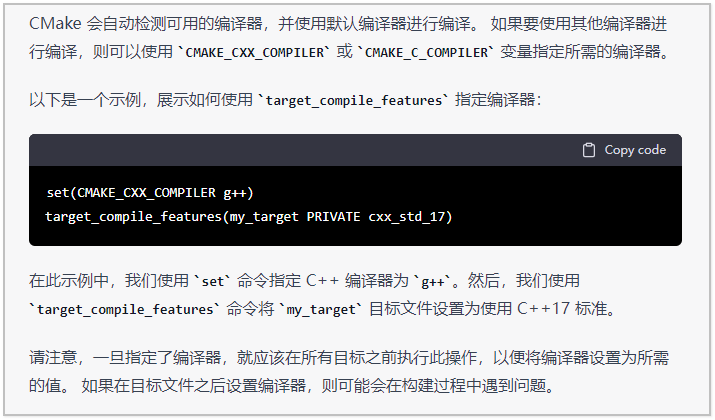 CMake 会自动检测可用的编译器，并使用默认编译器进行编译。 如果要使用其他编译器进
行编译，则可以使用 `CMAKE_CXX_COMPILER` 或 `CMAKE_C_COMPILER` 变量指定所需的编译器。
以下是一个示例，展示如何使用 `target_compile_features` 指定编译器：
Copy code
set(CMAKE_CXX_COMPILER g++)
target_compile_features(my_target PRIVATE cxx_std_17)
在此示例中，我们使用 `set` 命令指定 C++ 编译器为 `g++`。然后，我们使用
`target_compile_features` 命令将 `my_target` 目标文件设置为使用 C++17 标准。
请注意，一旦指定了编译器，就应该在所有目标之前执行此操作，以便将编译器设置为所需
的值。 如果在目标文件之后设置编译器，则可能会在构建过程中遇到问题。